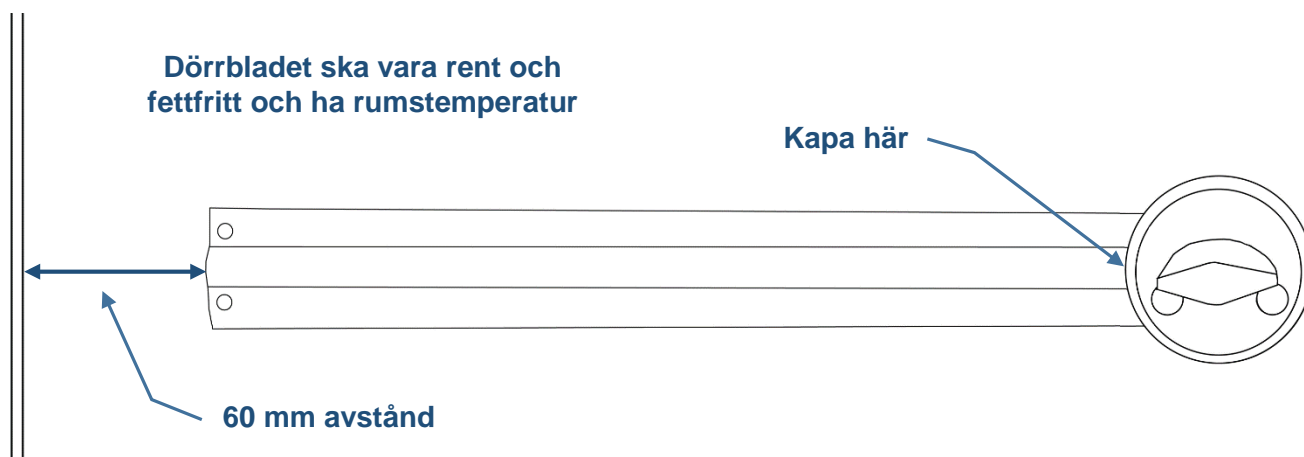 Dörrbladet ska vara rent och
fettfritt och ha rumstemperatur
Kapa här
60 mm avstånd